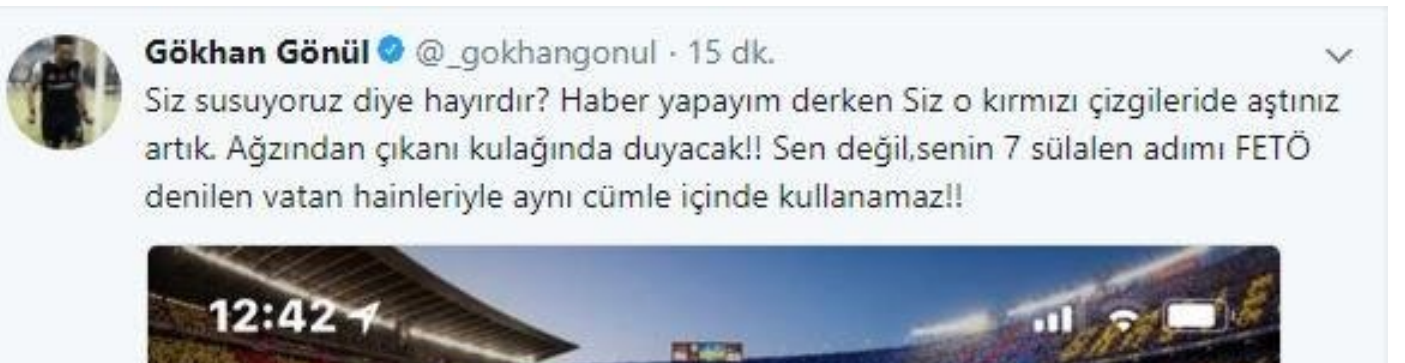 Gökhan Gönül @_gokhangonul · 15 dk.
Siz susuyoruz diye hayırdır? Haber yapayım derken Siz o kırmızı çizgileride aştınız
artık. Ağzından çıkanı kulağında duyacak!! Sen değil,senin 7 sülalen adımı FETÖ
denilen vatan hainleriyle aynı cümle içinde kullanamaz!!
12:42